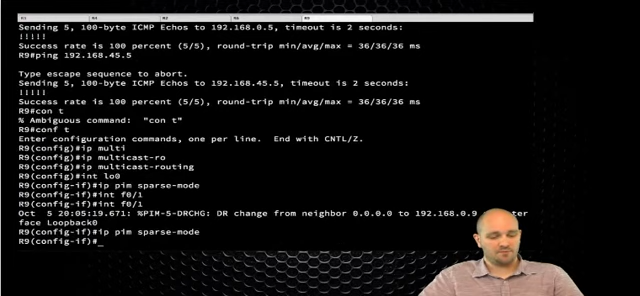 R3 R1 R2 R5 R9
Sending 5, 100-byte ICMP Echos to 192.168.0.5, timeout is 2 seconds:
!!!!!
Success rate is 100 percent (5/5), round-trip min/avg/max = 36/36/36 ms
R9#ping 192.168.45.5
Type escape sequence to abort.
Sending 5, 100-byte ICMP Echos to 192.168.45.5, timeout is 2 seconds:
!!!!!
Success rate is 100 percent (5/5), round-trip min/avg/max = 36/36/36 ms
R9#con t
% Ambiguous command:  "con t"
R9#conf t
Enter configuration commands, one per line.  End with CNTL/Z.
R9(config)#ip multi
R9(config)#ip multicast-ro
R9(config)#ip multicast-routing
R9(config)#int lo0
R9(config-if)#ip pim sparse-mode
R9(config-if)#int f0/1
R9(config-if)#int f0/1
Oct  5 20:05:19.671: %PIM-5-DRCHG: DR change from neighbor 0.0.0.0 to 192.168.0.9 ter
face Loopback0
R9(config-if)#ip pim sparse-mode
R9(config-if)#_